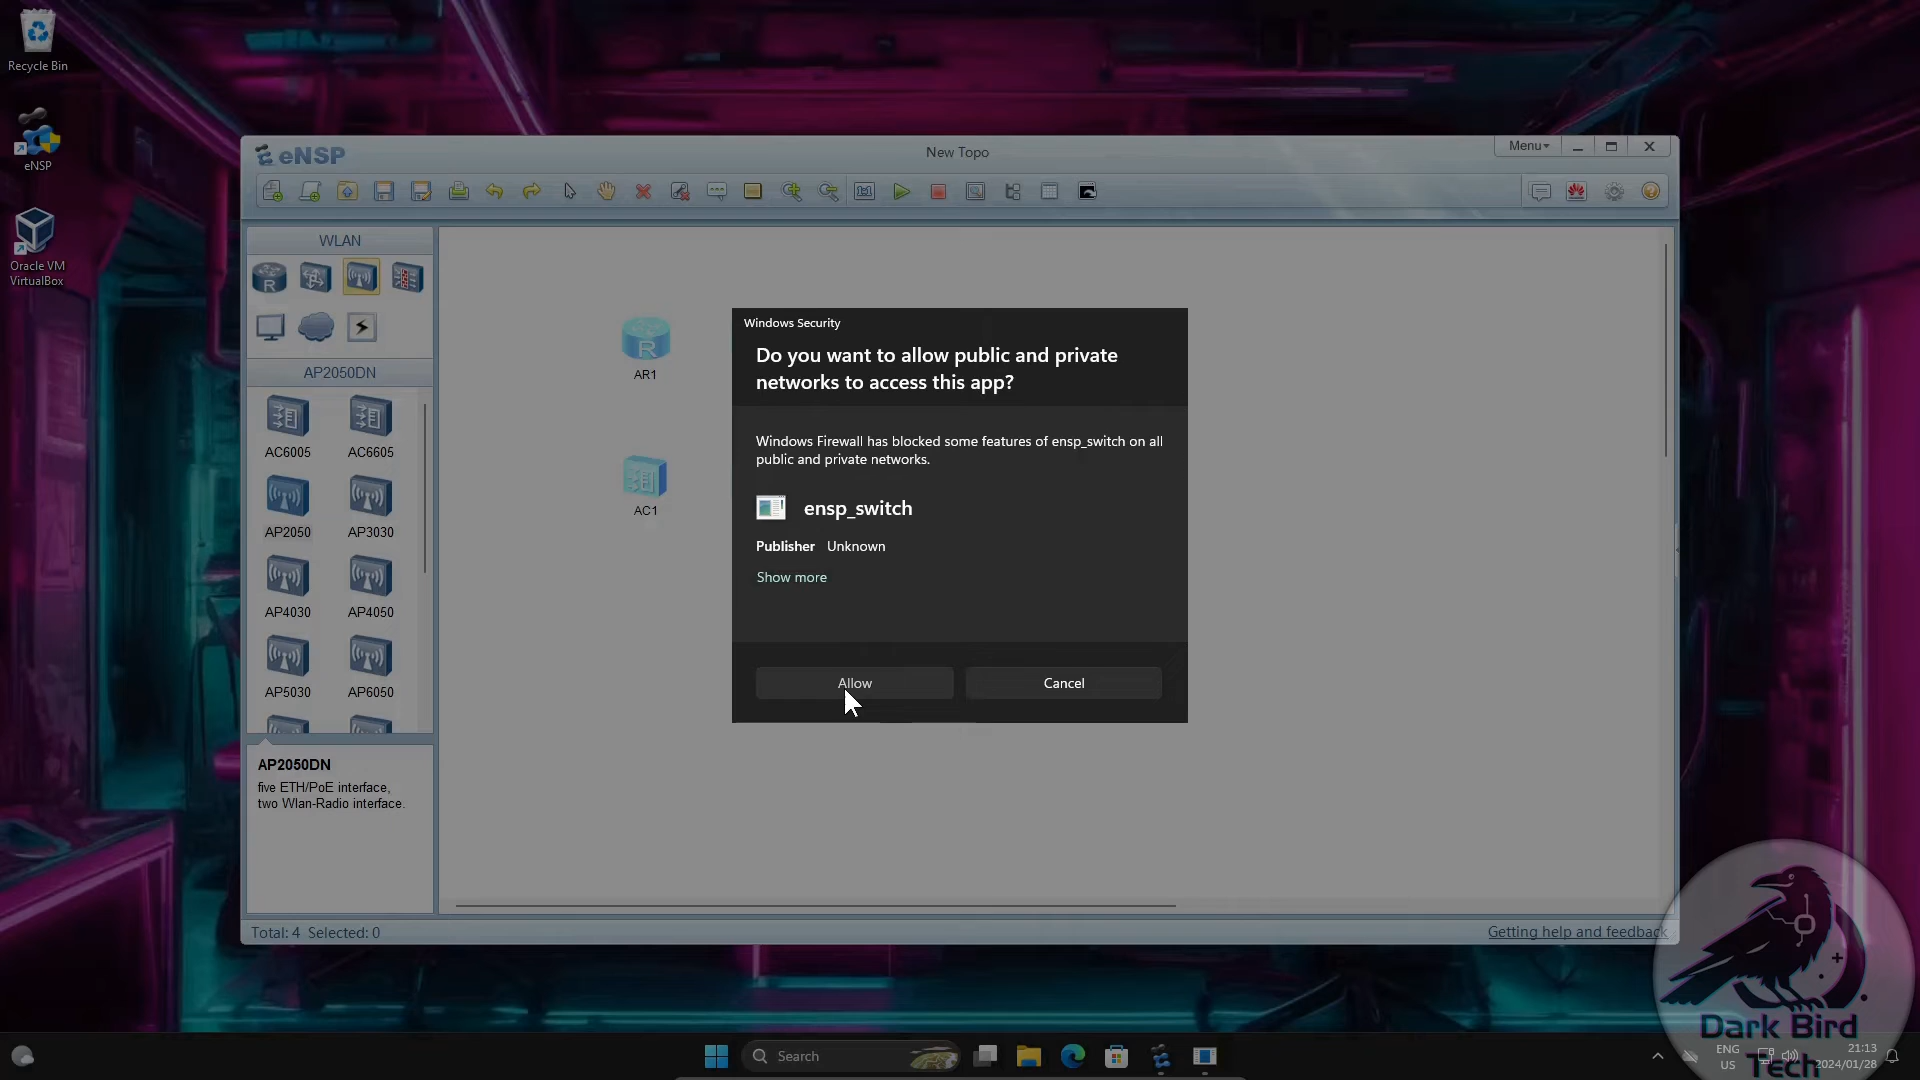 Recycle Bin
eNSP
Oracle VM
VirtualBox
eNSP
New Topo
Menu
WLAN
R
AP2050DN
AC6005
AC6605
AP2050
AP3030
AP4030
AP4050
AP5030
AP6050
AP2050DN
five ETH/PoE interface,
two Wlan-Radio interface.
R
AR1
AC1
Windows Security
Do you want to allow public and private
networks to access this app?
Windows Firewall has blocked some features of ensp_switch on all
public and private networks.
ensp_switch
Publisher Unknown
Show more
Allow
Cancel
Total: 4 Selected: 0
Getting help and feedback
Dark Bird
Tech
Search
ENG
US
21:13
2024/01/28